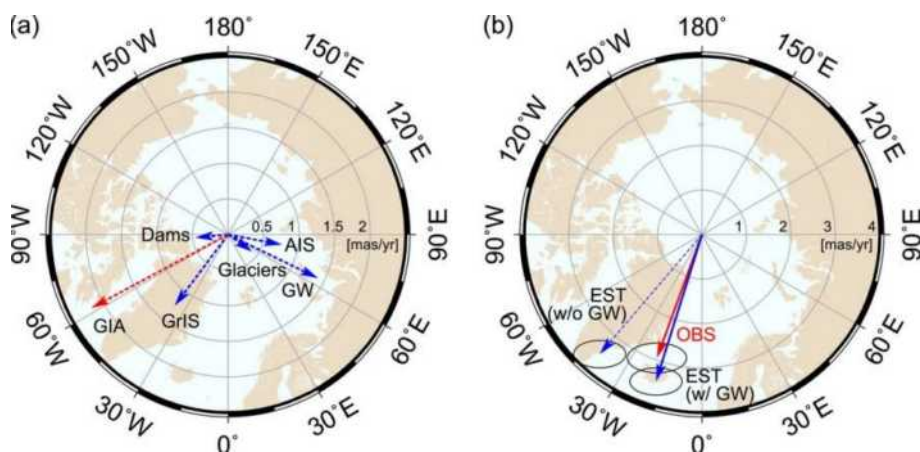 (a)
180˚
150˚W
150˚E
120˚W
120˚E
90˚W
90˚E
60˚W
60˚E
30˚W
30˚E
0˚
0.5 1 1.5 2
[mas/yr]
Dams
AIS
Glaciers
GW
GrIS
GIA
(b)
180˚
150˚W
150˚E
120˚W
120˚E
90˚W
90˚E
60˚W
60˚E
30˚W
30˚E
0˚
1 2 3 4
[mas/yr]
EST
(w/o GW)
OBS
EST
(w/ GW)